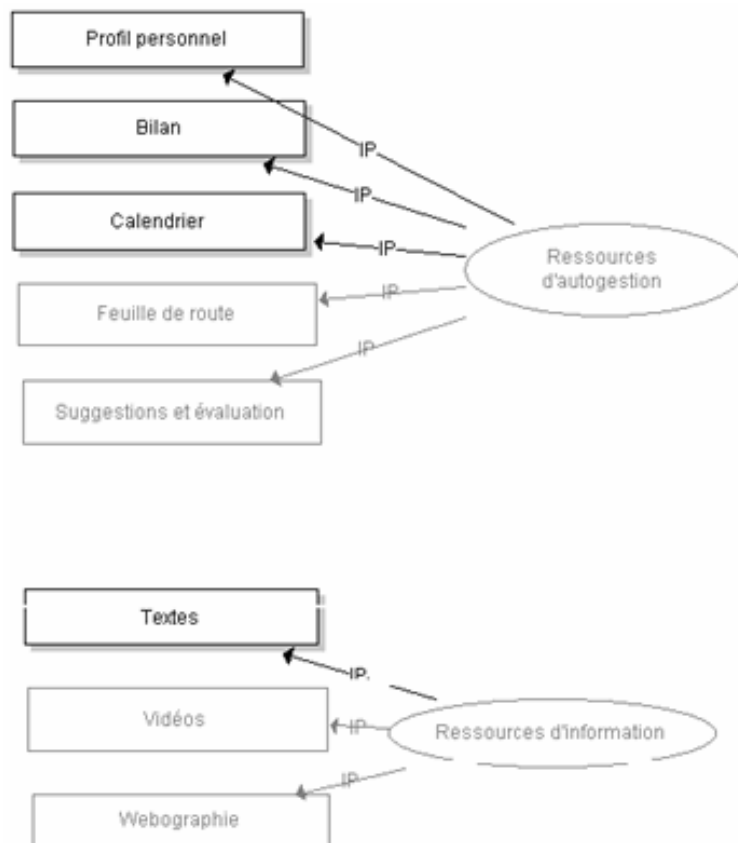 Profil personnel
Bilan
IP
IP
Calendrier
IP
Ressources
d'autogestion
Feuille de route
IP
IP
Suggestions et évaluation
Textes
IP.
Vidéos
IP
Ressources d'information
IP
Webographie